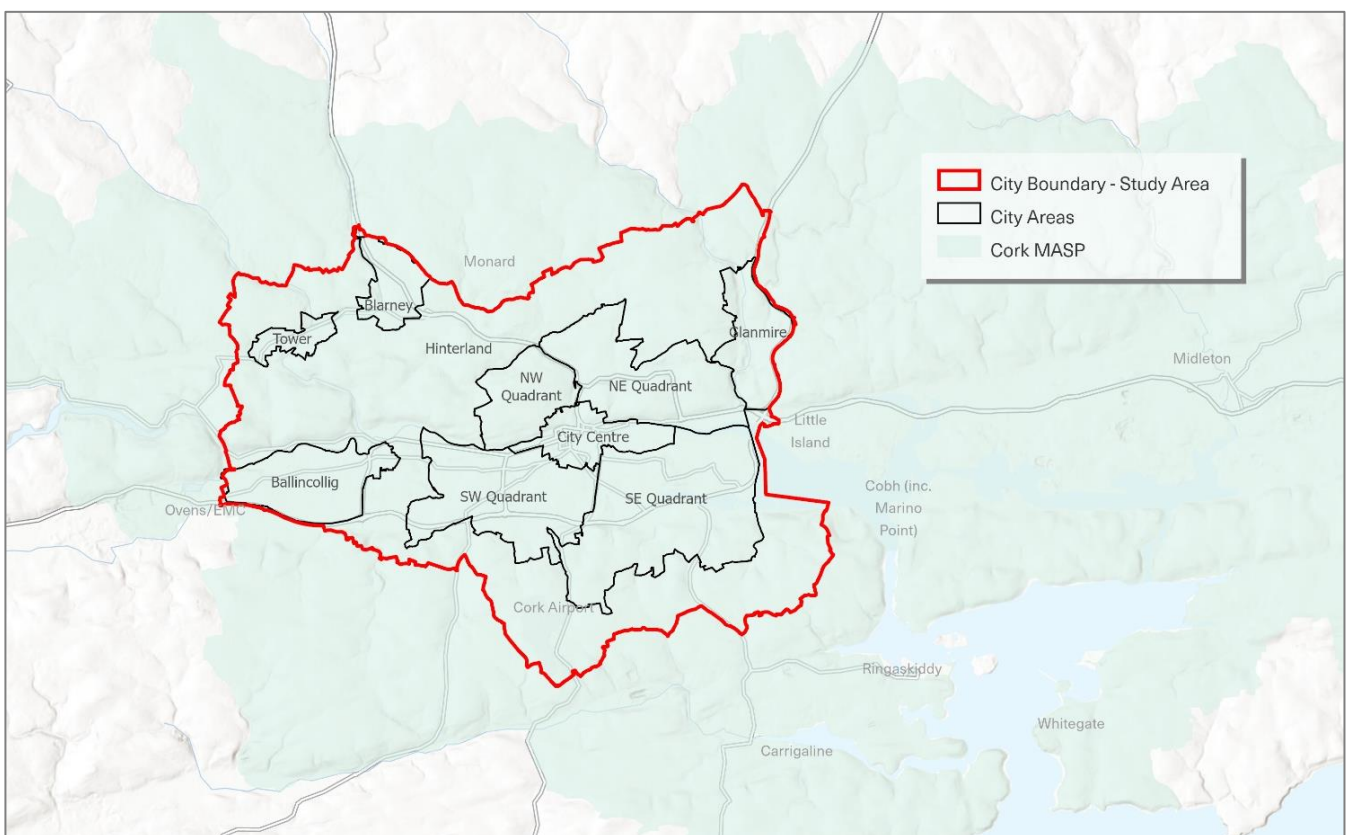 City Boundary - Study Area
City Areas
Cork MASP
Monard
Blarney
Tower
Hinterland
Glanmire
Midleton
NW
Quadrant
NE Quadrant
Little
Island
City Centre
Ballincollig
SW Quadrant
SE Quadrant
Ovens/EMC
Cobh (inc.
Marino
Point)
Cork Airport
Ringaskiddy
Whitegate
Carrigaline